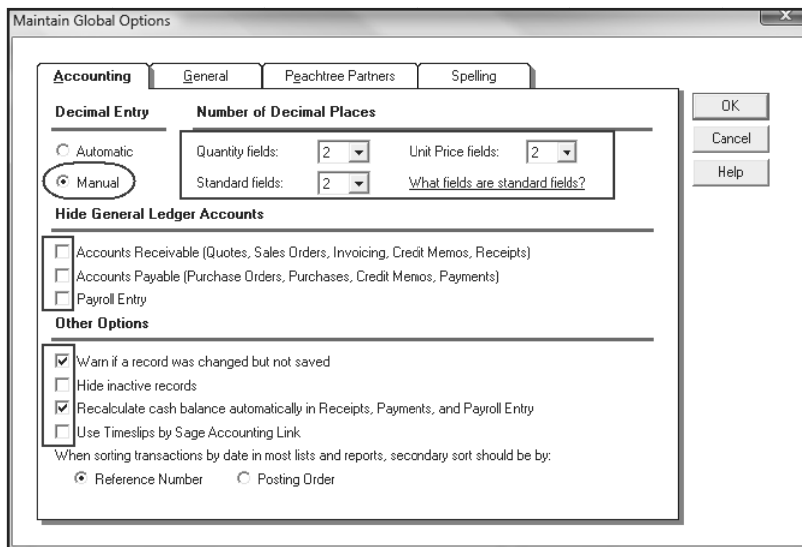 Maintain Global Options
Accounting General Peachtree Partners Spelling
OK
Cancel
Help
Decimal Entry Number of Decimal Places
Automatic Quantity fields: 2 Unit Price fields: 2
Manual Standard fields: 2 What fields are standard fields?
Hide General Ledger Accounts
Accounts Receivable (Quotes, Sales Orders, Invoicing, Credit Memos, Receipts)
Accounts Payable (Purchase Orders, Purchases, Credit Memos, Payments)
Payroll Entry
Other Options
Warn if a record was changed but not saved
Hide inactive records
Recalculate cash balance automatically in Receipts, Payments, and Payroll Entry
Use Timeslips by Sage Accounting Link
When sorting transactions by date in most lists and reports, secondary sort should be by:
Reference Number Posting Order